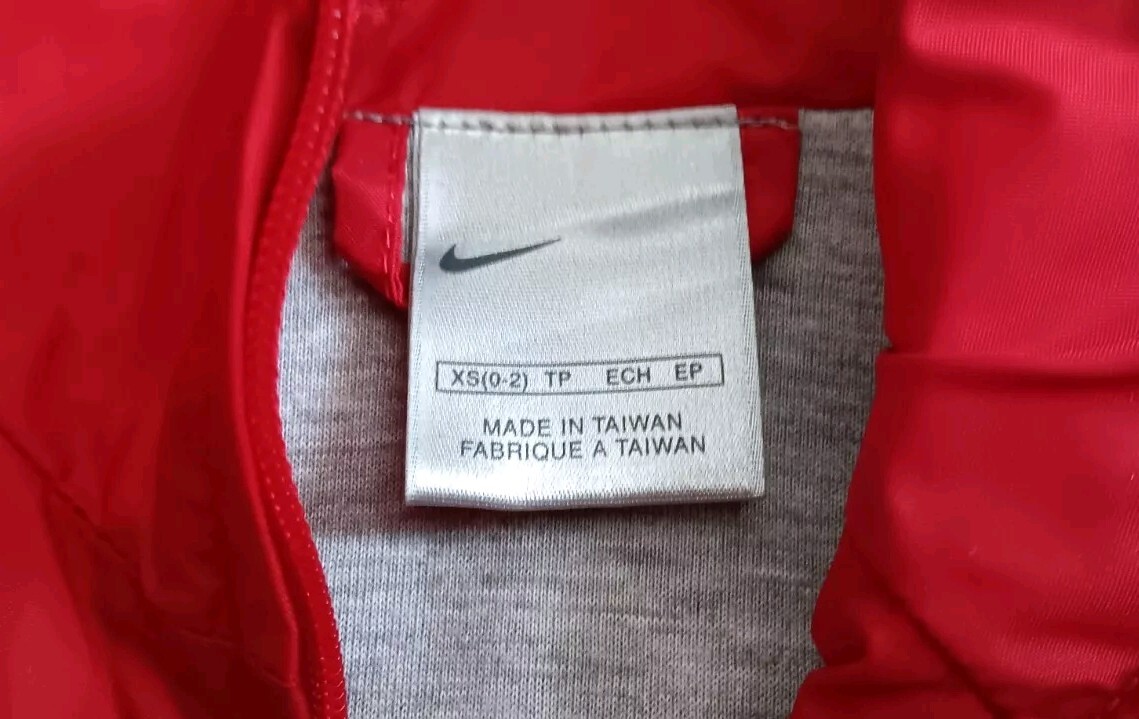 XS(0-2) TP ECH EP
MADE IN TAIWAN
FABRIQUE A TAIWAN